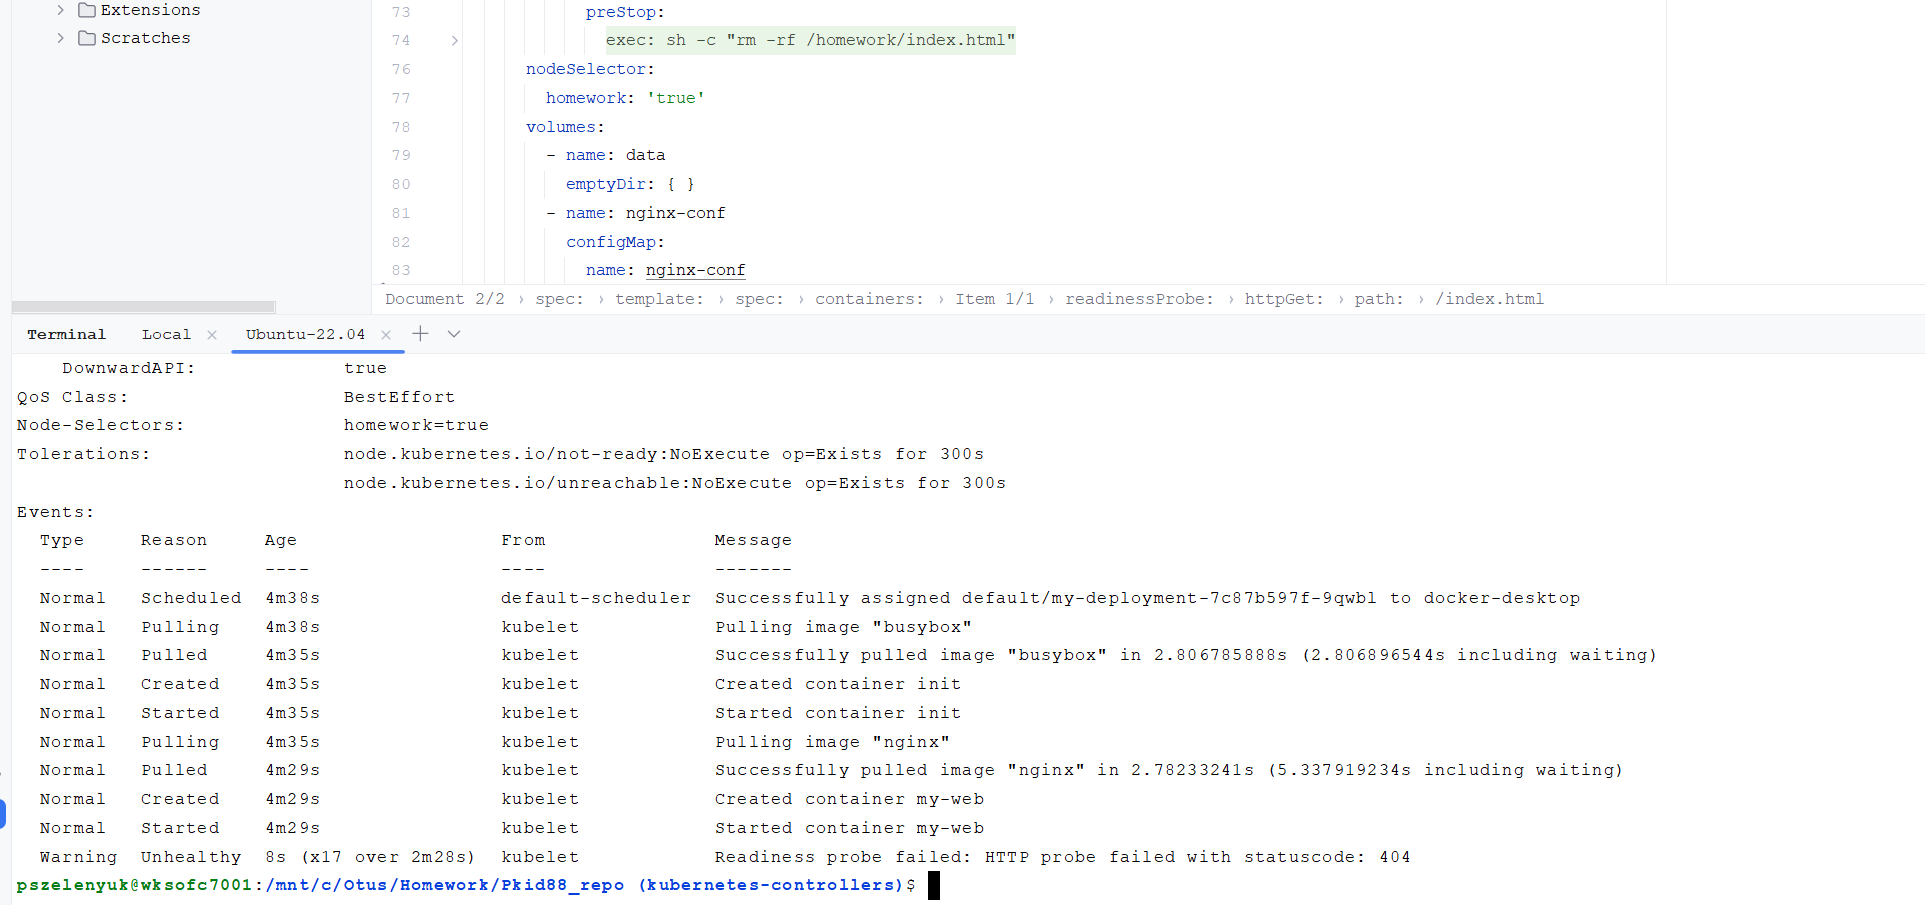 Extensions
Scratches
73 preStop:
74 exec: sh -c "rm -rf /homework/index.html"
76 nodeSelector:
77 homework: 'true'
78 volumes:
79 - name: data
80 emptyDir: { }
81 - name: nginx-conf
82 configMap:
83 name: nginx-conf
Document 2/2 › spec: › template: › spec: › containers: › Item 1/1 › readinessProbe: › httpGet: › path: › /index.html
Terminal Local × Ubuntu-22.04 × +
DownwardAPI: true
QoS Class: BestEffort
Node-Selectors: homework=true
Tolerations: node.kubernetes.io/not-ready:NoExecute op=Exists for 300s
node.kubernetes.io/unreachable:NoExecute op=Exists for 300s
Events:
Type Reason Age From Message
---- ------ ---- ---- -------
Normal Scheduled 4m38s default-scheduler Successfully assigned default/my-deployment-7c87b597f-9qwbl to docker-desktop
Normal Pulling 4m38s kubelet Pulling image "busybox"
Normal Pulled 4m35s kubelet Successfully pulled image "busybox" in 2.806785888s (2.806896544s including waiting)
Normal Created 4m35s kubelet Created container init
Normal Started 4m35s kubelet Started container init
Normal Pulling 4m35s kubelet Pulling image "nginx"
Normal Pulled 4m29s kubelet Successfully pulled image "nginx" in 2.78233241s (5.337919234s including waiting)
Normal Created 4m29s kubelet Created container my-web
Normal Started 4m29s kubelet Started container my-web
Warning Unhealthy 8s (x17 over 2m28s) kubelet Readiness probe failed: HTTP probe failed with statuscode: 404
pszelenyuk@wksofc7001:/mnt/c/Otus/Homework/Pkid88_repo (kubernetes-controllers)$